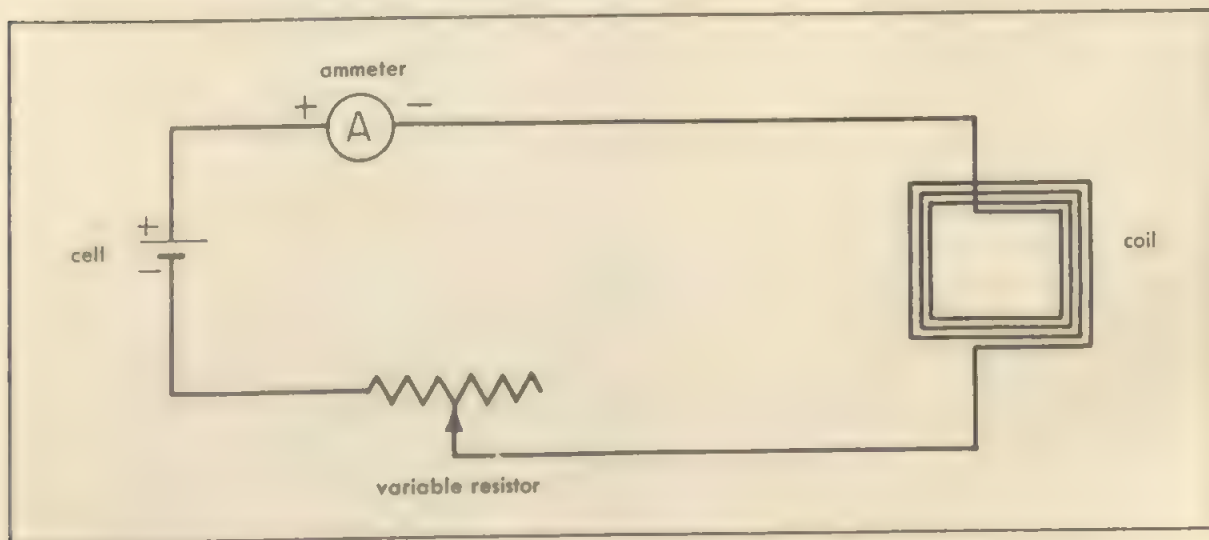 ammeter
+ A −
+
cell
−
coil
variable resistor